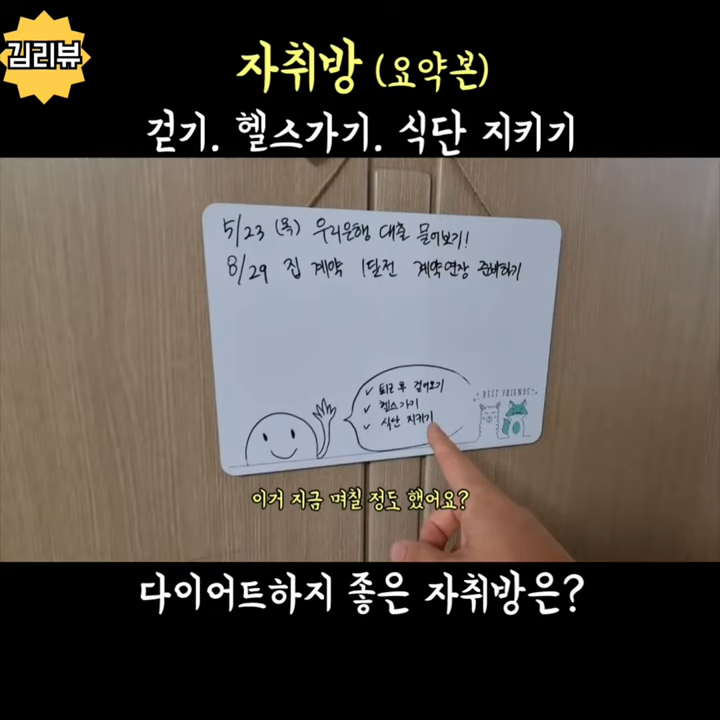 김리뷰
자취방 (요약본)
걷기. 헬스가기. 식단 지키기
5/23 (목) 우리은행 대출 물어보기!
8/29 집 계약 1달전 계약연장 준비하기
✓ 퇴근 후 걸어오기
✓ 헬스가기
✓ 식단 지키기
BEST FRIENDS
이거 지금 며칠 정도 했어요?
다이어트하지 좋은 자취방은?